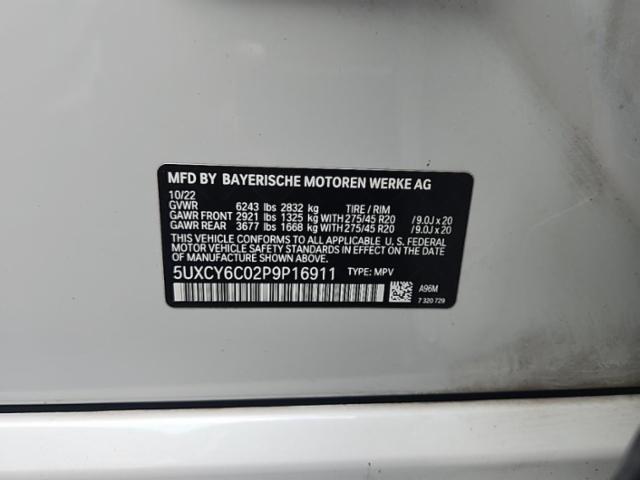 MFD BY BAYERISCHE MOTOREN WERKE AG
10/22
GVWR 6243 lbs 2832 kg TIRE / RIM
GAWR FRONT 2921 lbs 1325 kg WITH 275/45 R20 /9.0J x 20
GAWR REAR 3677 lbs 1668 kg WITH 275/45 R20 /9.0J x 20
THIS VEHICLE CONFORMS TO ALL APPLICABLE U. S. FEDERAL
MOTOR VEHICLE SAFETY STANDARDS IN EFFECT ON THE DATE
OF MANUFACTURE SHOWN ABOVE.
5UXCY6C02P9P16911 TYPE: MPV
A96M
7 320 729